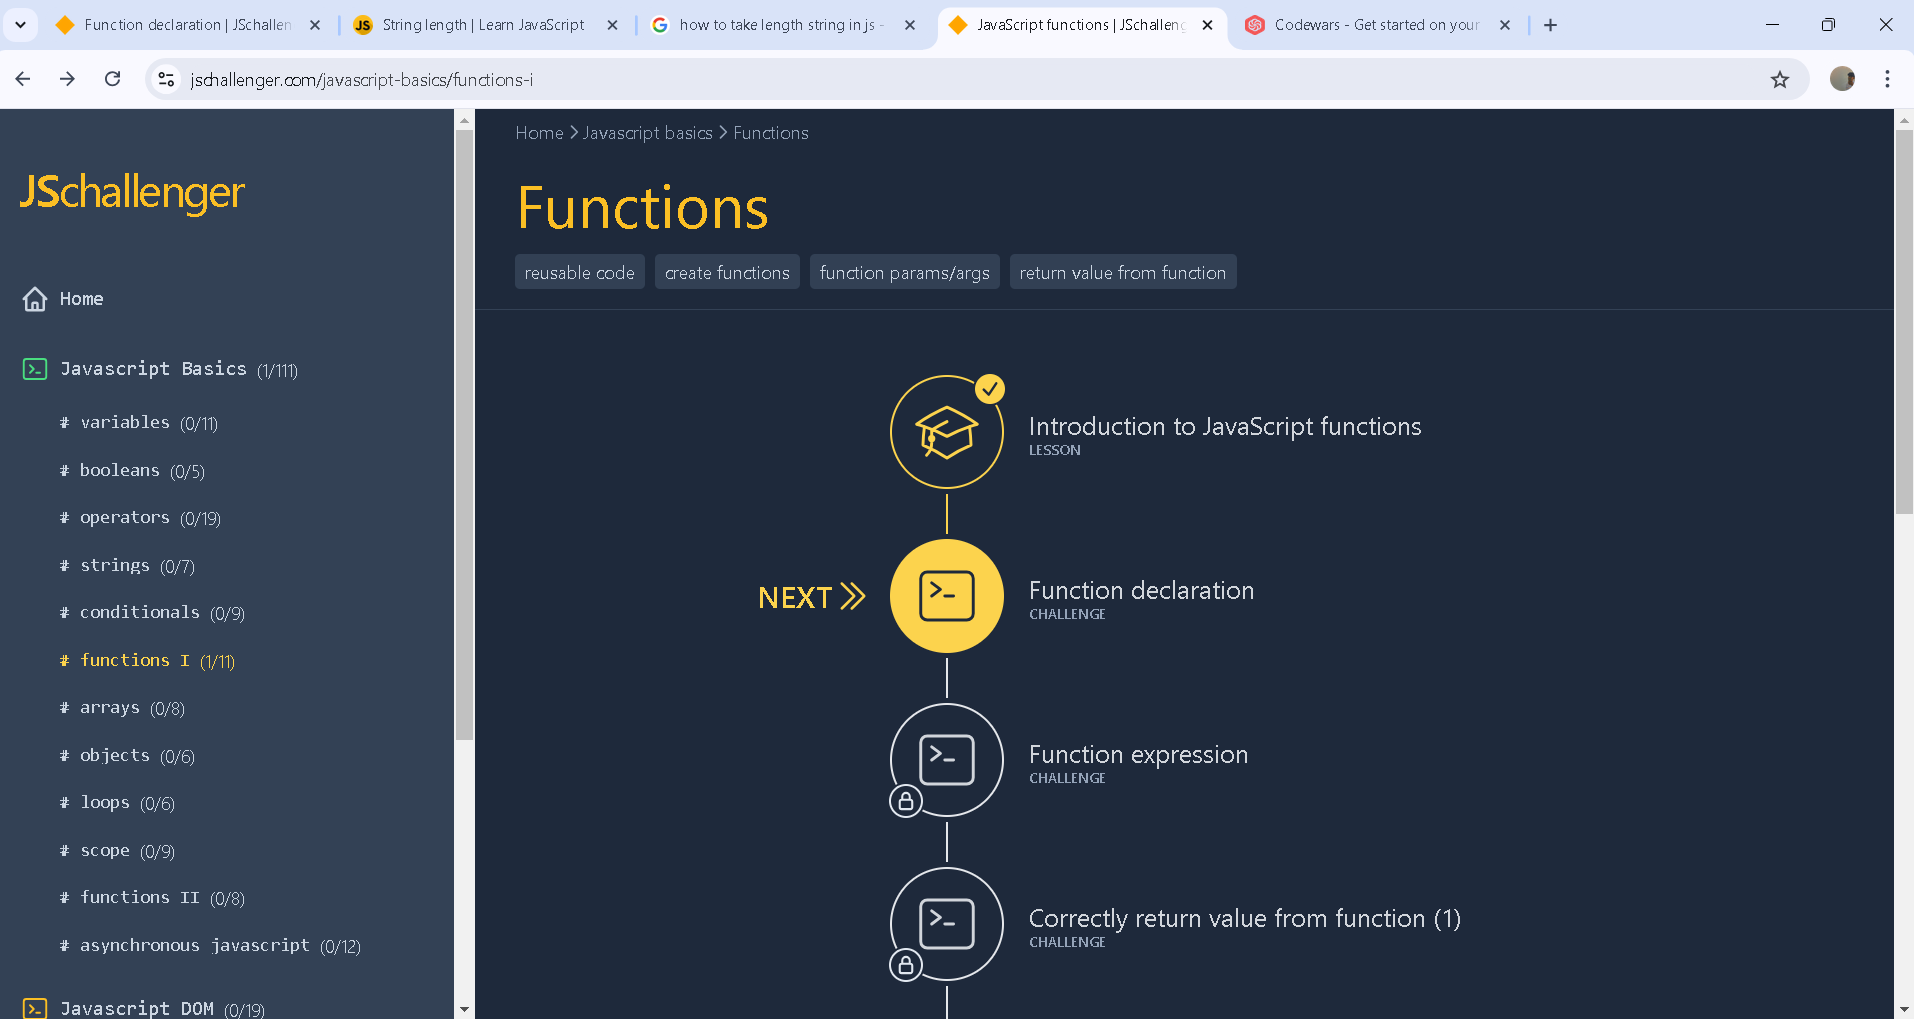 Function declaration | JSchallen
String length | Learn JavaScript
how to take length string in js -
JavaScript functions | JSchalleng
Codewars - Get started on your
jschallenger.com/javascript-basics/functions-i
JSchallenger
Home
Javascript Basics (1/111)
# variables (0/11)
# booleans (0/5)
# operators (0/19)
# strings (0/7)
# conditionals (0/9)
# functions I (1/11)
# arrays (0/8)
# objects (0/6)
# loops (0/6)
# scope (0/9)
# functions II (0/8)
# asynchronous javascript (0/12)
Javascript DOM (0/19)
Home > Javascript basics > Functions
Functions
reusable code
create functions
function params/args
return value from function
Introduction to JavaScript functions
LESSON
NEXT
Function declaration
CHALLENGE
Function expression
CHALLENGE
Correctly return value from function (1)
CHALLENGE